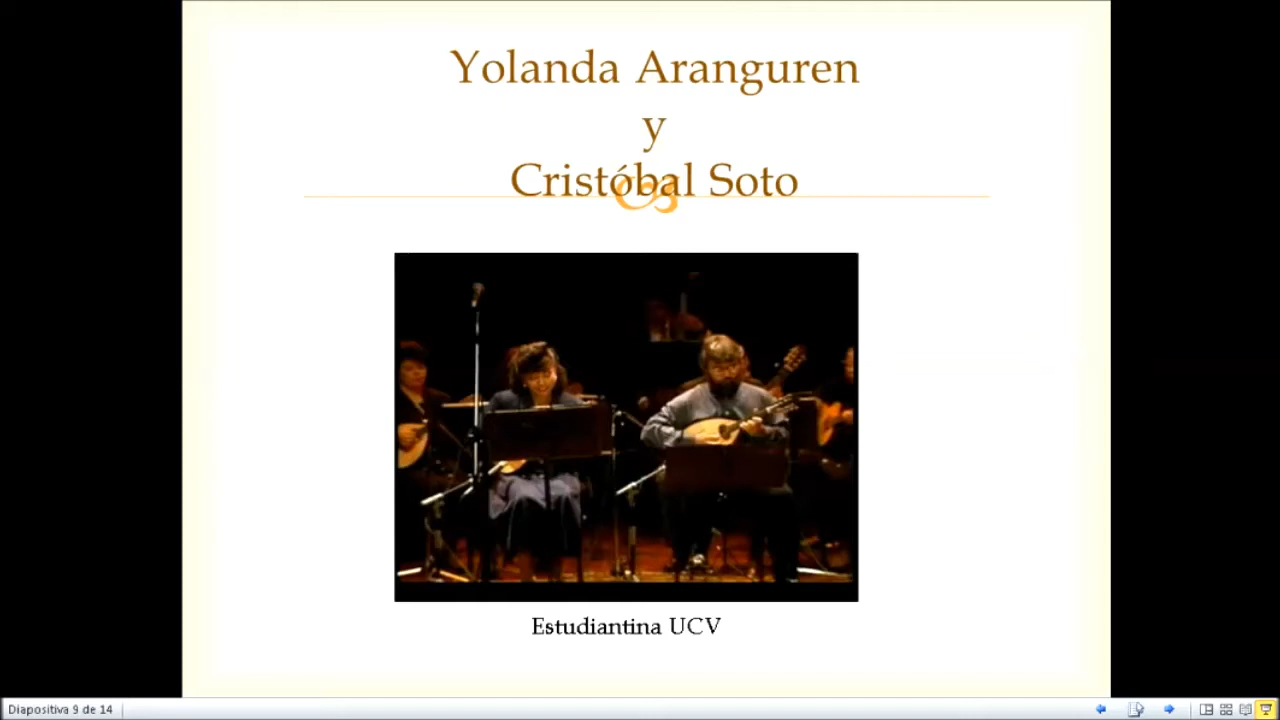 Yolanda Aranguren
y
Cristóbal Soto
Estudiantina UCV
Diapositiva 9 de 14